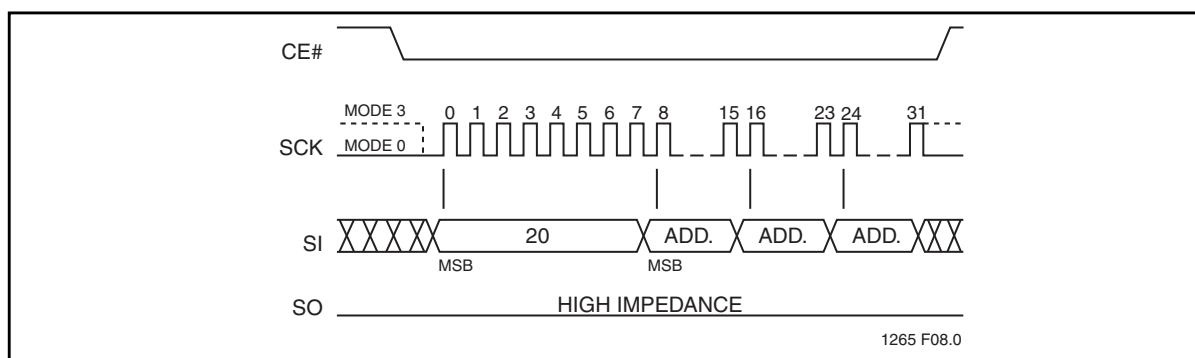 CE#
MODE 3
0 1 2 3 4 5 6 7 8 15 16 23 24 31
SCK
MODE 0
SI
20 ADD. ADD. ADD.
MSB MSB
SO
HIGH IMPEDANCE
1265 F08.0